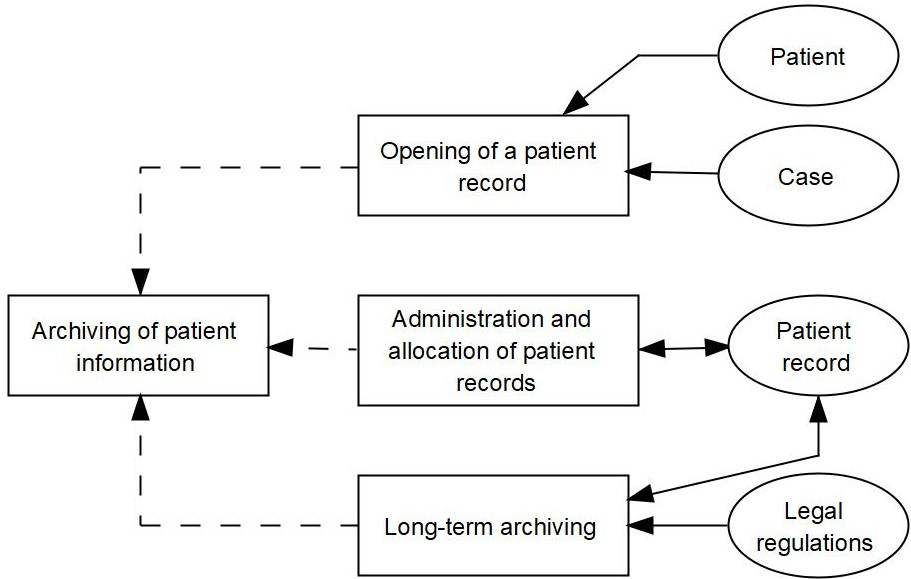 Patient
Opening of a patient
record
Case
Archiving of patient
information
Administration and
allocation of patient
records
Patient
record
Long-term archiving
Legal
regulations